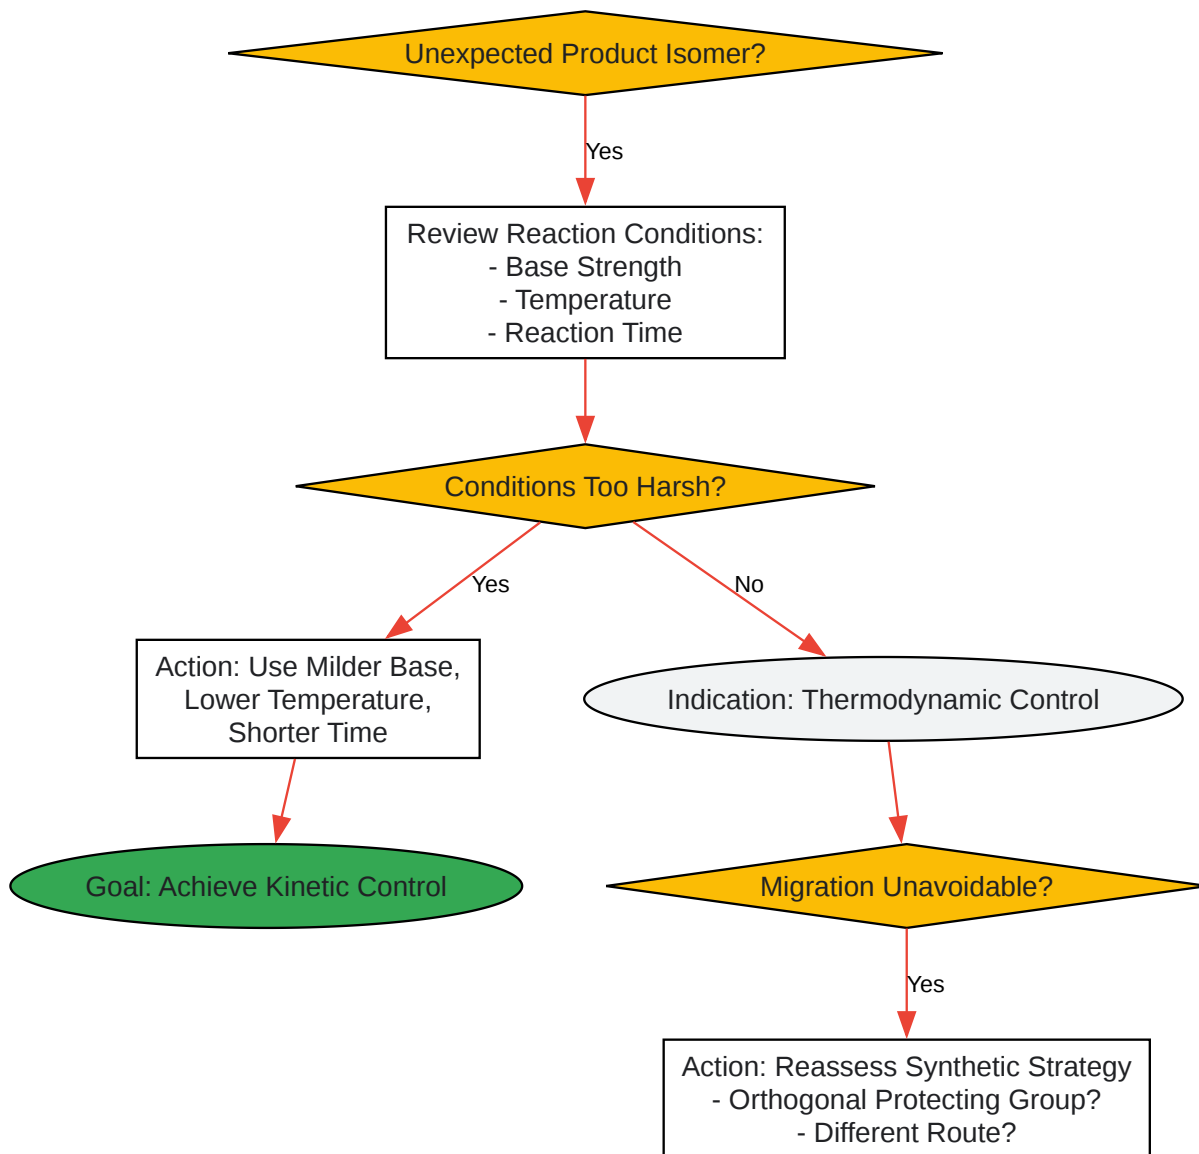 Unexpected Product Isomer?
Yes
Review Reaction Conditions:
- Base Strength
- Temperature
- Reaction Time
Conditions Too Harsh?
Yes
No
Action: Use Milder Base,
Lower Temperature,
Shorter Time
Indication: Thermodynamic Control
Goal: Achieve Kinetic Control
Migration Unavoidable?
Yes
Action: Reassess Synthetic Strategy
- Orthogonal Protecting Group?
- Different Route?